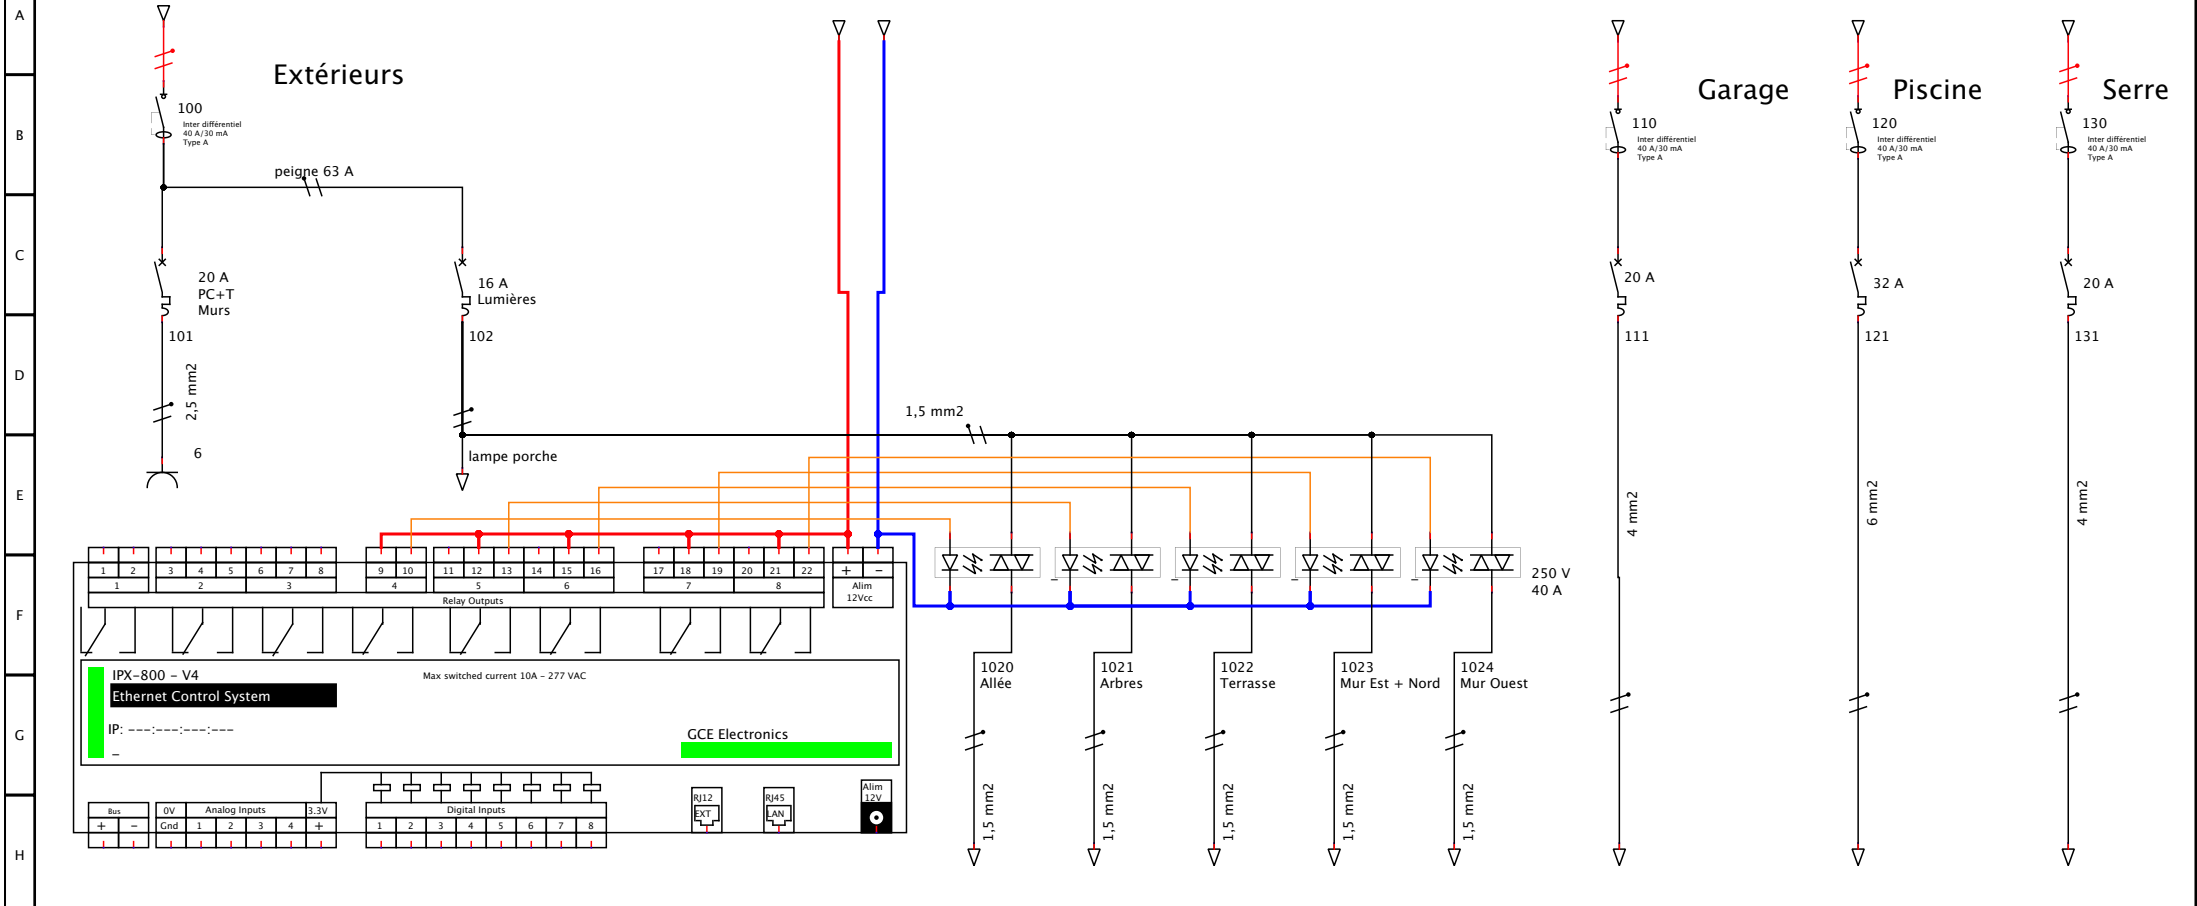 A
B
C
D
E
F
G
H
Extérieurs
100
Inter différentiel
40 A/30 mA
Type A
peigne 63 A
20 A
PC+T
Murs
101
2,5 mm2
6
16 A
Lumières
102
lampe porche
1,5 mm2
Garage
110
Inter différentiel
40 A/30 mA
Type A
20 A
111
4 mm2
Piscine
120
Inter différentiel
40 A/30 mA
Type A
32 A
121
6 mm2
Serre
130
Inter différentiel
40 A/30 mA
Type A
20 A
131
4 mm2
1 2 3 4 5 6 7 8 9 10 11 12 13 14 15 16 17 18 19 20 21 22 + −
1 2 3 4 5 6 7 8
Alim
12Vcc
Relay Outputs
− − − −
250 V
40 A
IPX-800 - V4
Max switched current 10A - 277 VAC
Ethernet Control System
IP: ---:---:---:---
_
GCE Electronics
1020
Allée
1,5 mm2
1021
Arbres
1,5 mm2
1022
Terrasse
1,5 mm2
1023
Mur Est + Nord
1,5 mm2
1024
Mur Ouest
1,5 mm2
Bus
+ −
0V Analog Inputs 3.3V
Gnd 1 2 3 4 +
Digital Inputs
1 2 3 4 5 6 7 8
RJ12
EXT
RJ45
LAN
Alim
12V